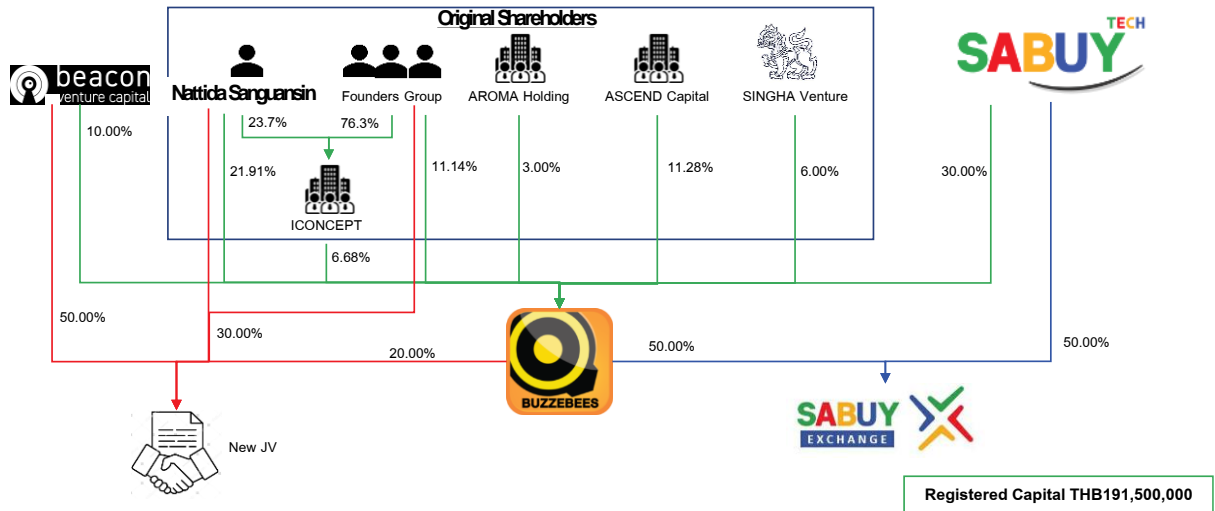 Original Shareholders
TECH
SABUY
beacon
venture capital
Nattida Sanguansin
Founders Group
AROMA Holding
ASCEND Capital
SINGHA Venture
10.00%
23.7%
76.3%
21.91%
11.14%
3.00%
11.28%
6.00%
30.00%
ICONCEPT
6.68%
50.00%
30.00%
20.00%
50.00%
50.00%
BUZZEBEES
SABUY
EXCHANGE
New JV
Registered Capital THB191,500,000